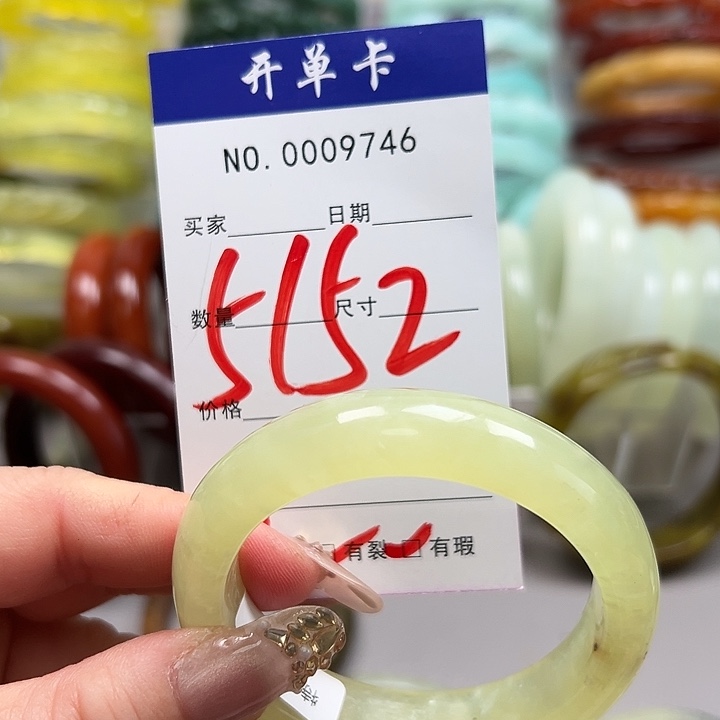 开单卡
NO. 0009746
买家 日期
5152
数量 尺寸
价格
有裂 □ 有瑕